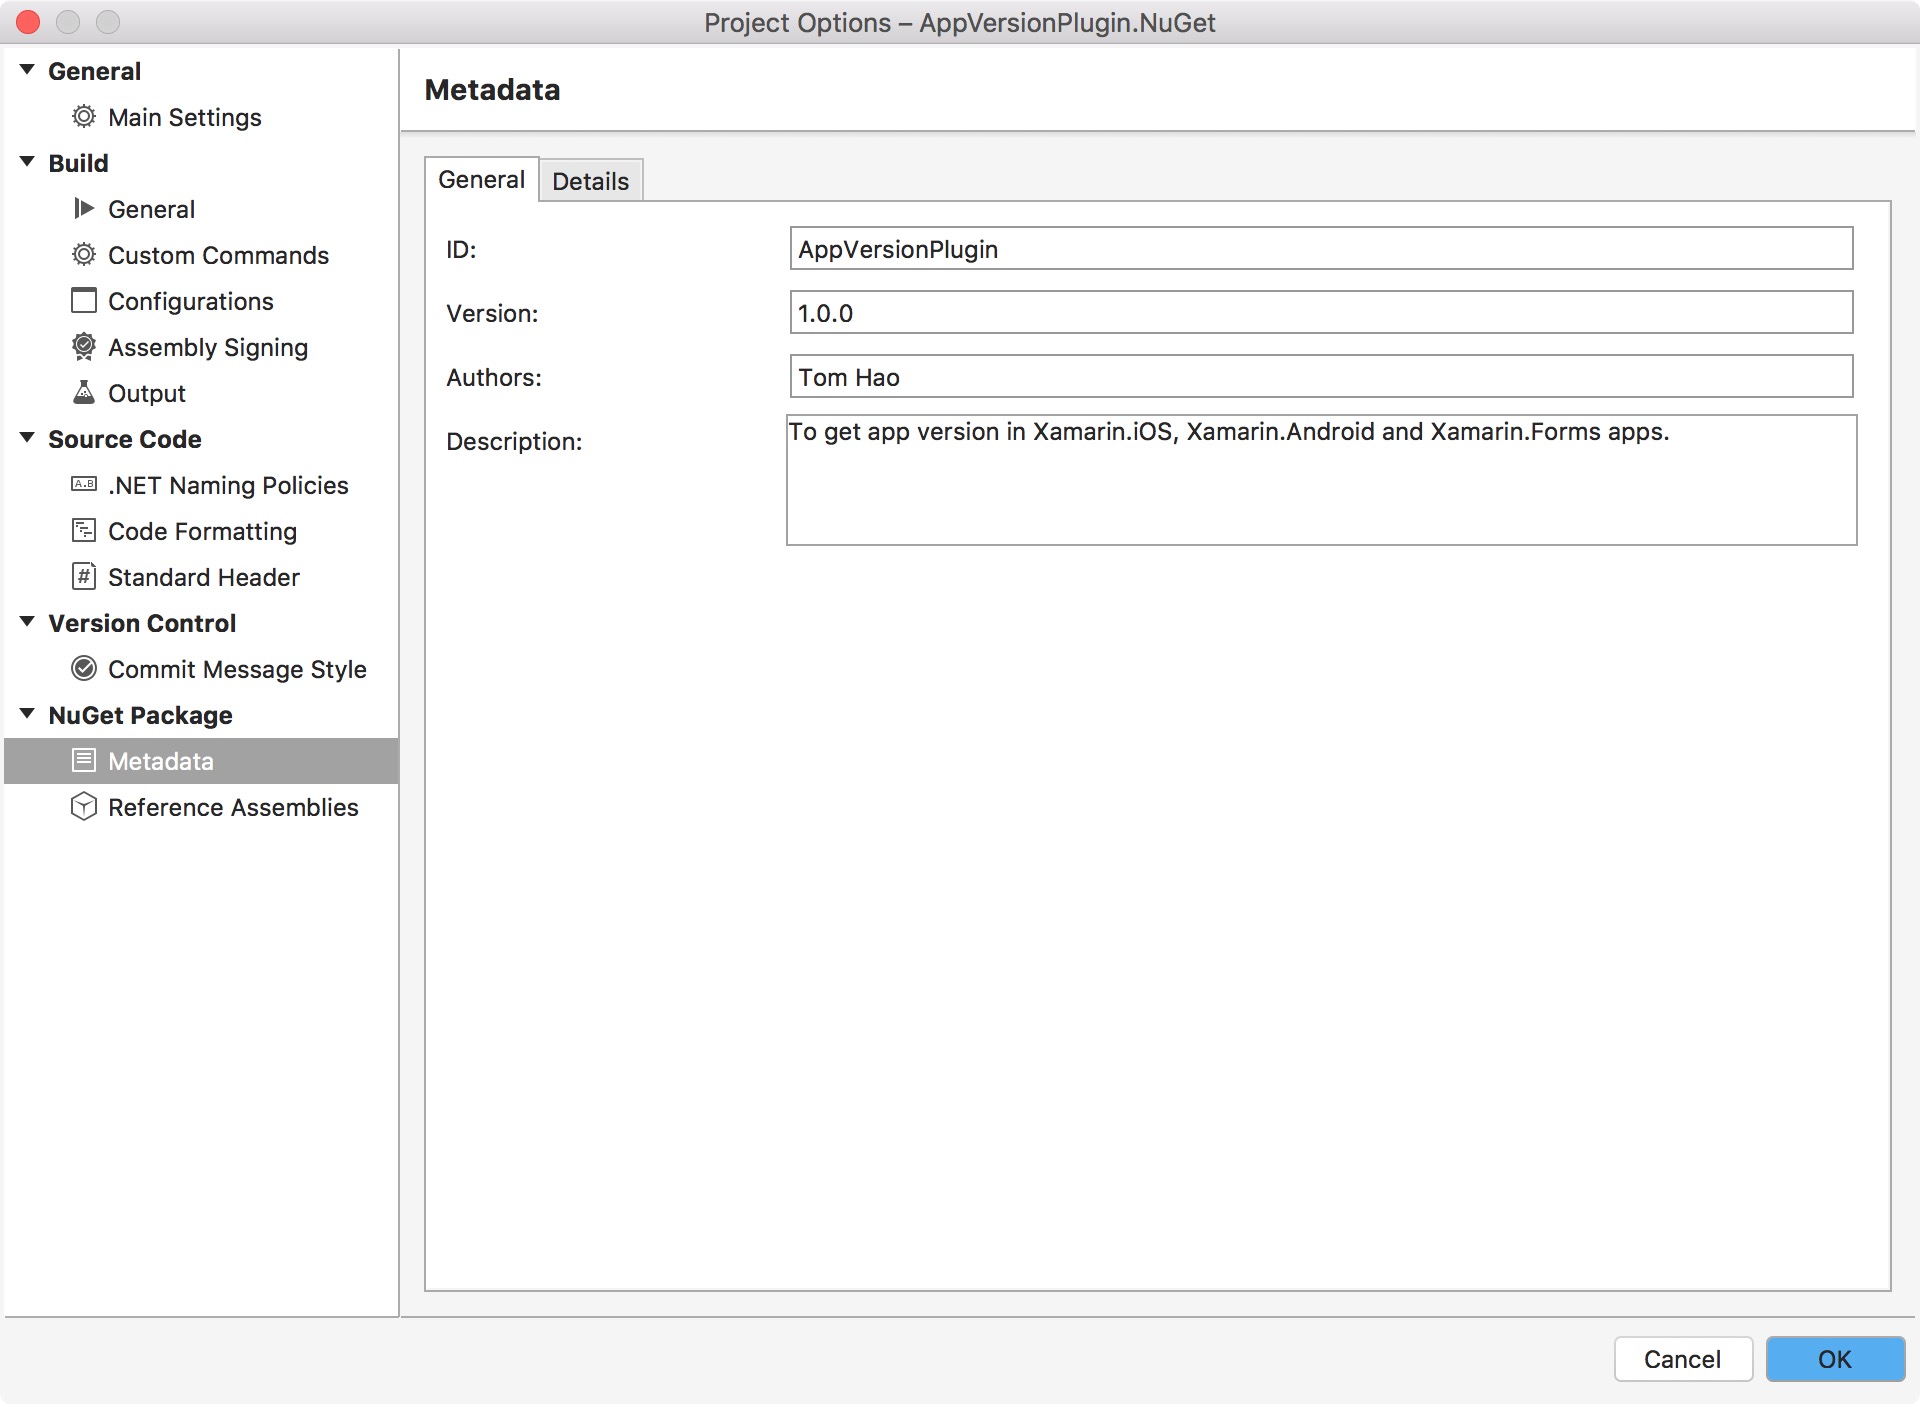 Project Options – AppVersionPlugin.NuGet
General
Main Settings
Build
General
Custom Commands
Configurations
Assembly Signing
Output
Source Code
A.B .NET Naming Policies
Code Formatting
# Standard Header
Version Control
Commit Message Style
NuGet Package
Metadata
Reference Assemblies
Metadata
General Details
ID: AppVersionPlugin
Version: 1.0.0
Authors: Tom Hao
Description: To get app version in Xamarin.iOS, Xamarin.Android and Xamarin.Forms apps.
Cancel OK